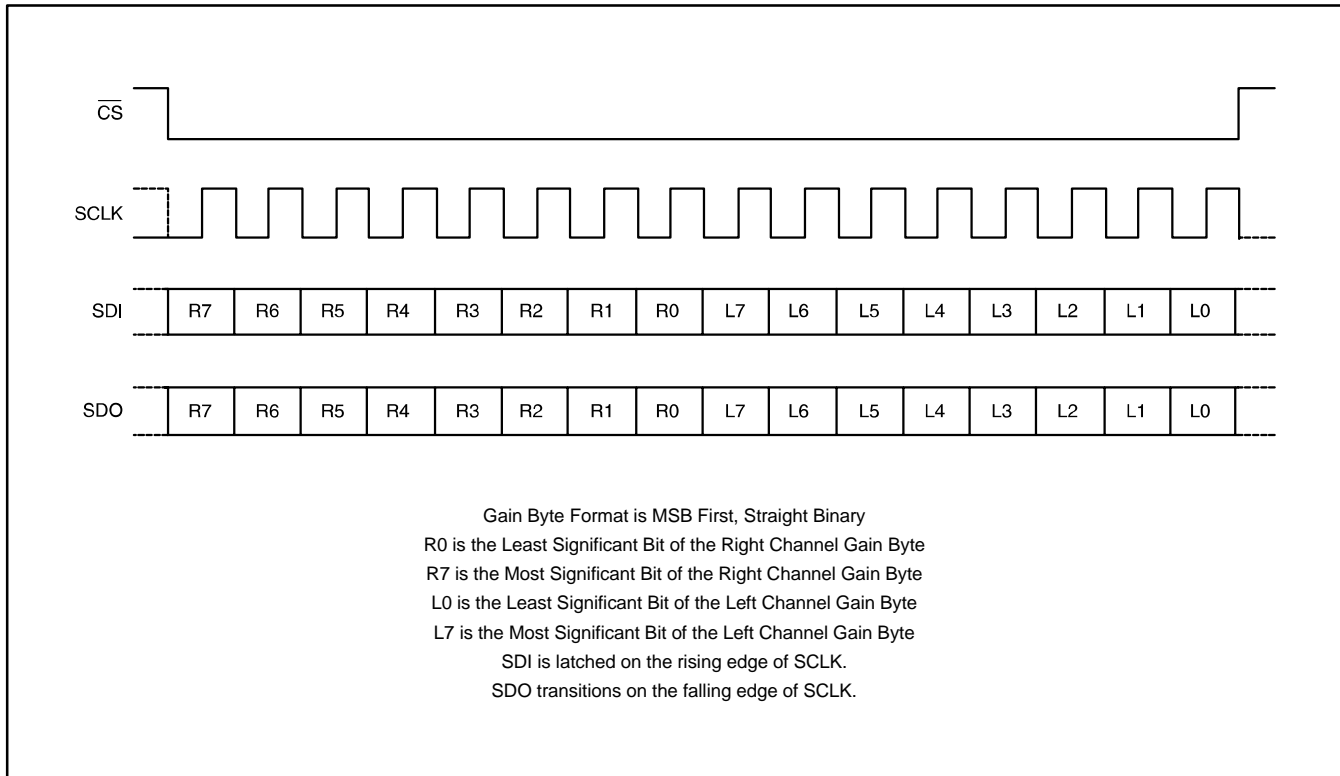 CS
SCLK
SDI R7 R6 R5 R4 R3 R2 R1 R0 L7 L6 L5 L4 L3 L2 L1 L0
SDO R7 R6 R5 R4 R3 R2 R1 R0 L7 L6 L5 L4 L3 L2 L1 L0
Gain Byte Format is MSB First, Straight Binary
R0 is the Least Significant Bit of the Right Channel Gain Byte
R7 is the Most Significant Bit of the Right Channel Gain Byte
L0 is the Least Significant Bit of the Left Channel Gain Byte
L7 is the Most Significant Bit of the Left Channel Gain Byte
SDI is latched on the rising edge of SCLK.
SDO transitions on the falling edge of SCLK.